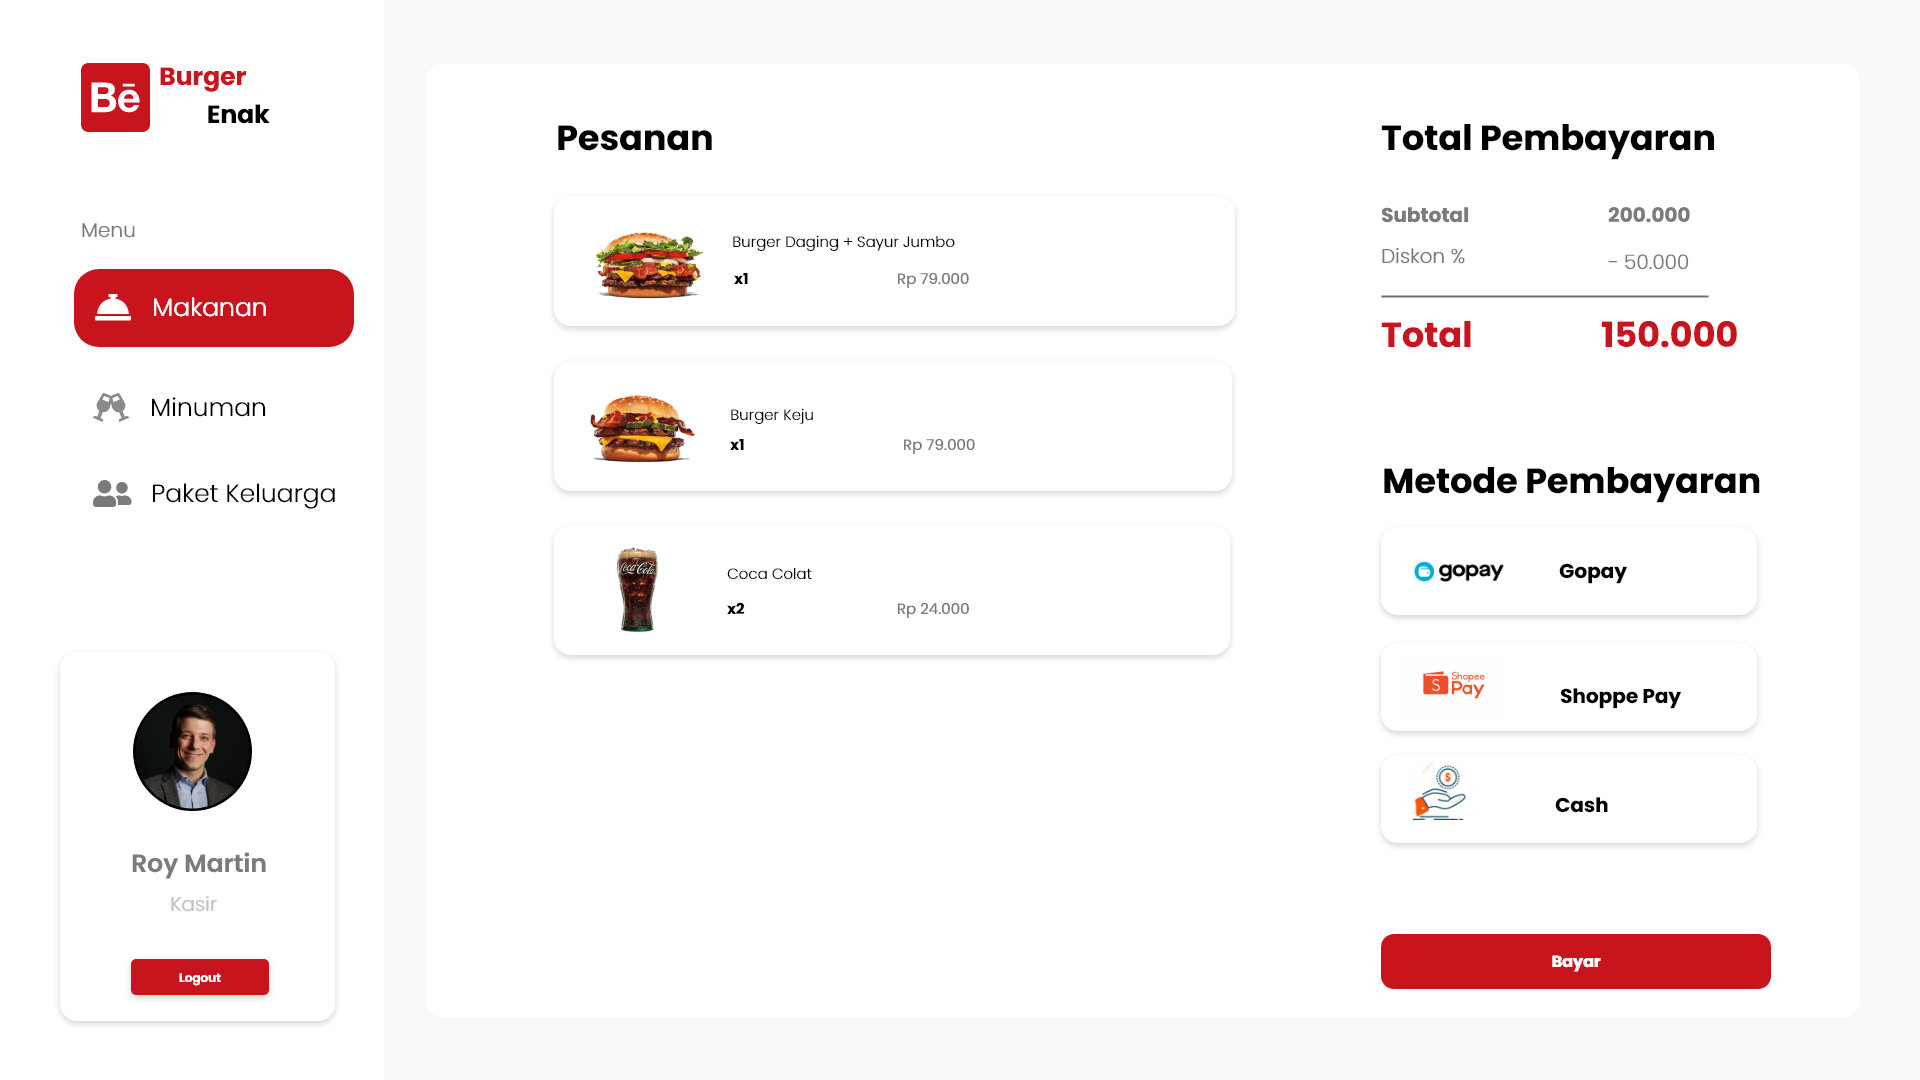 Bē
Burger
Enak
Menu
Makanan
Minuman
Paket Keluarga
Roy Martin
Kasir
Logout
Pesanan
Burger Daging + Sayur Jumbo
x1 Rp 79.000
Burger Keju
x1 Rp 79.000
Coca Cola
Coca Colat
x2 Rp 24.000
Total Pembayaran
Subtotal 200.000
Diskon % - 50.000
Total 150.000
Metode Pembayaran
gopay Gopay
S Shopee
Pay
Shoppe Pay
$
Cash
Bayar